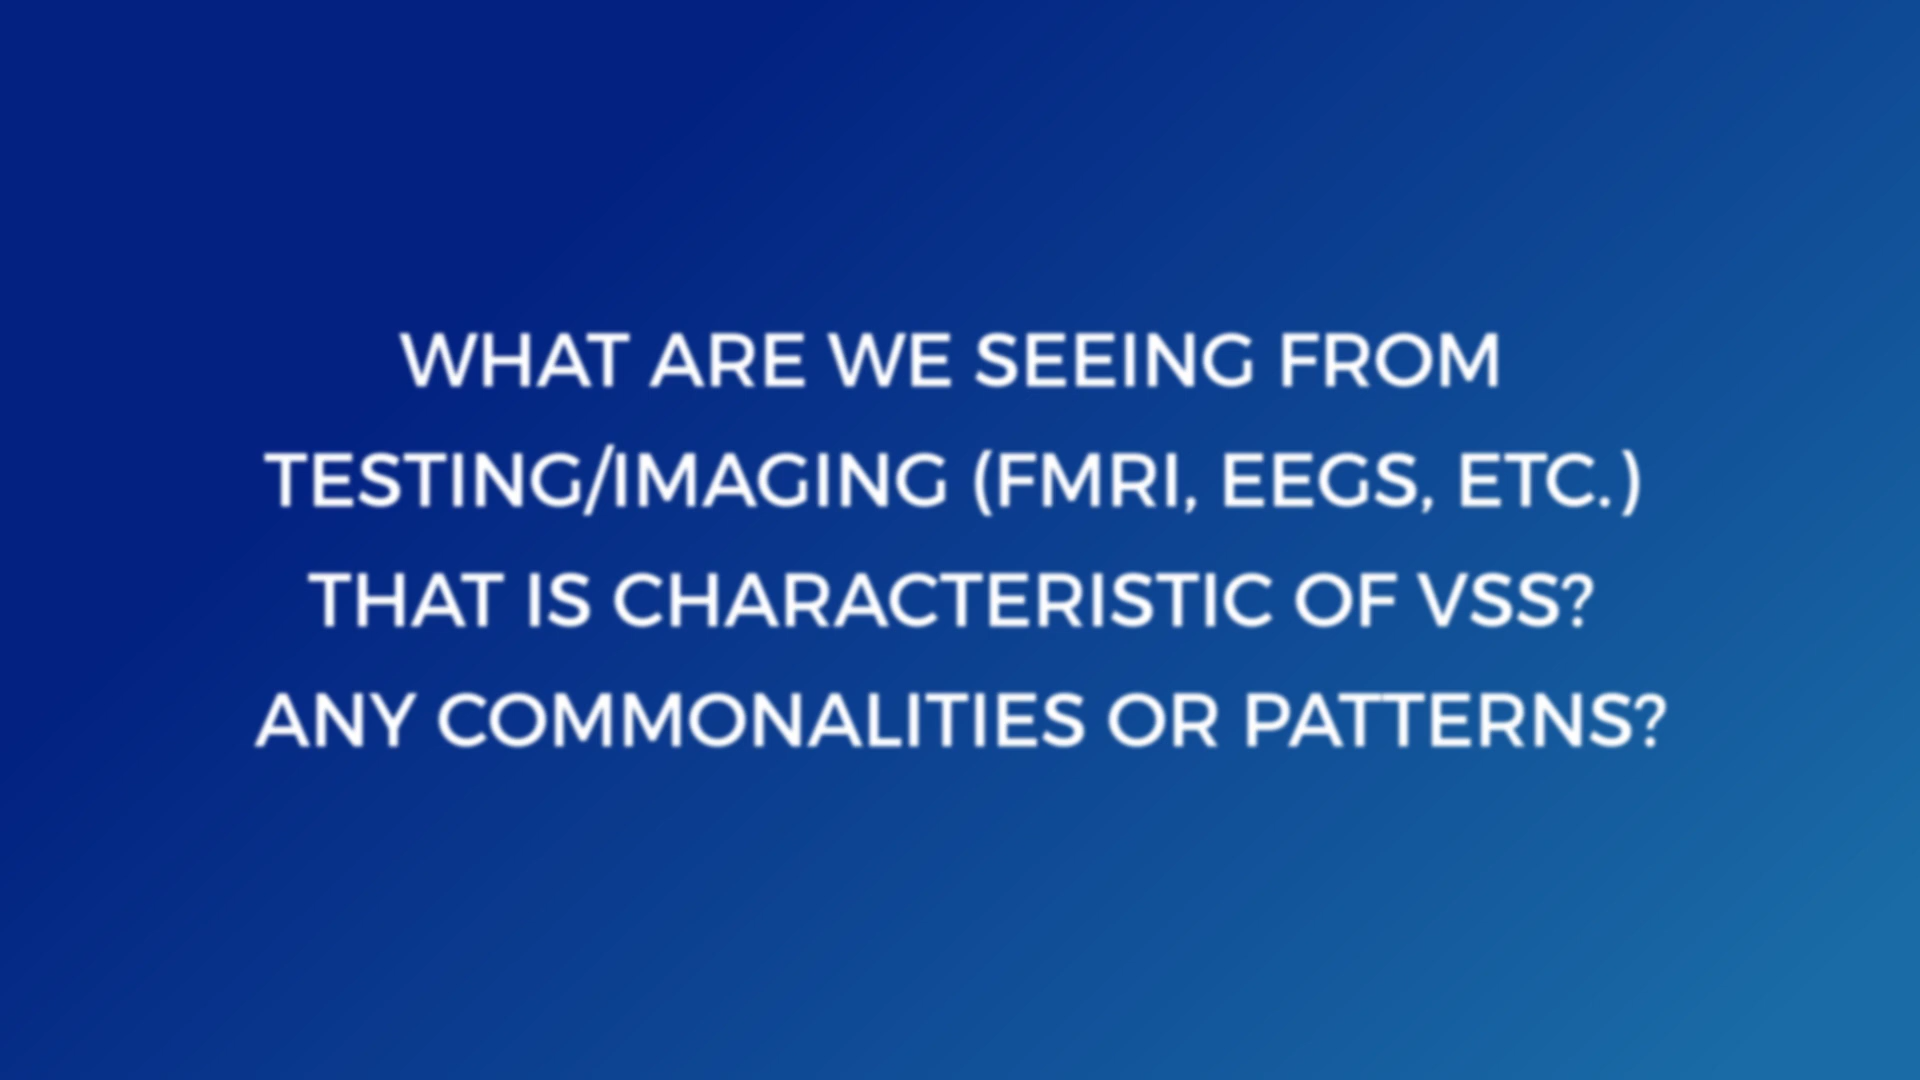 WHAT ARE WE SEEING FROM
TESTING/IMAGING (FMRI, EEGS, ETC.)
THAT IS CHARACTERISTIC OF VSS?
ANY COMMONALITIES OR PATTERNS?